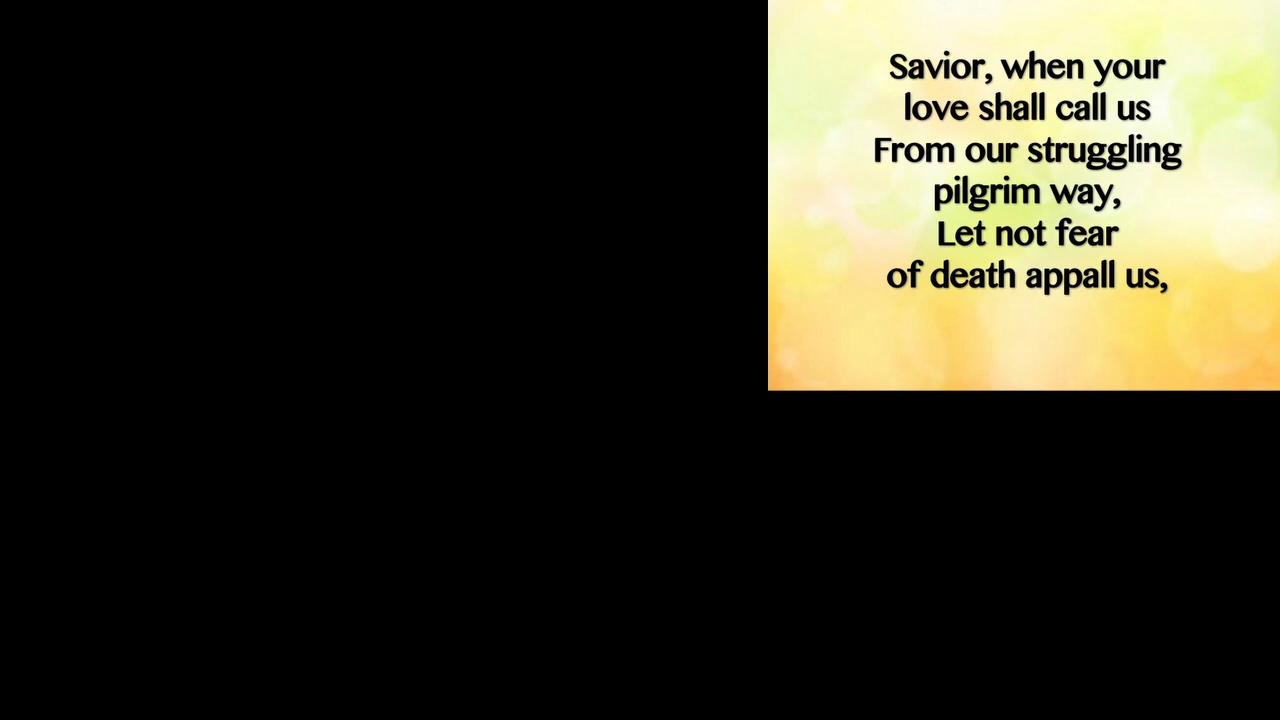 Savior, when your
love shall call us
From our struggling
pilgrim way,
Let not fear
of death appall us,